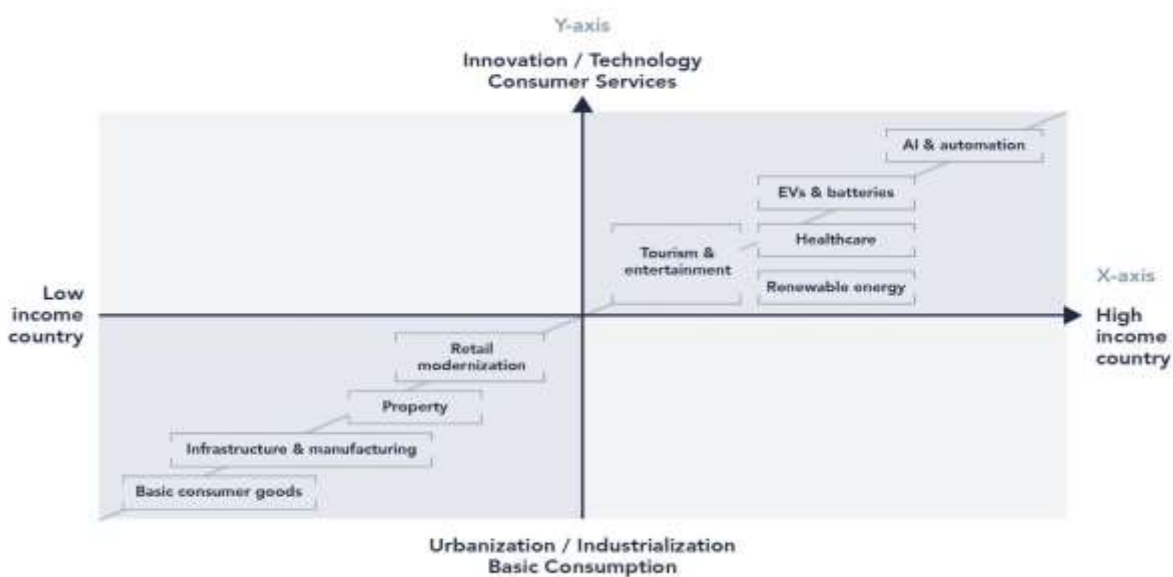 Y-axis
Innovation / Technology
Consumer Services
AI & automation
EVs & batteries
Tourism &
entertainment
Healthcare
Renewable energy
Low
income
country
X-axis
High
income
country
Retail
modernization
Property
Infrastructure & manufacturing
Basic consumer goods
Urbanization / Industrialization
Basic Consumption